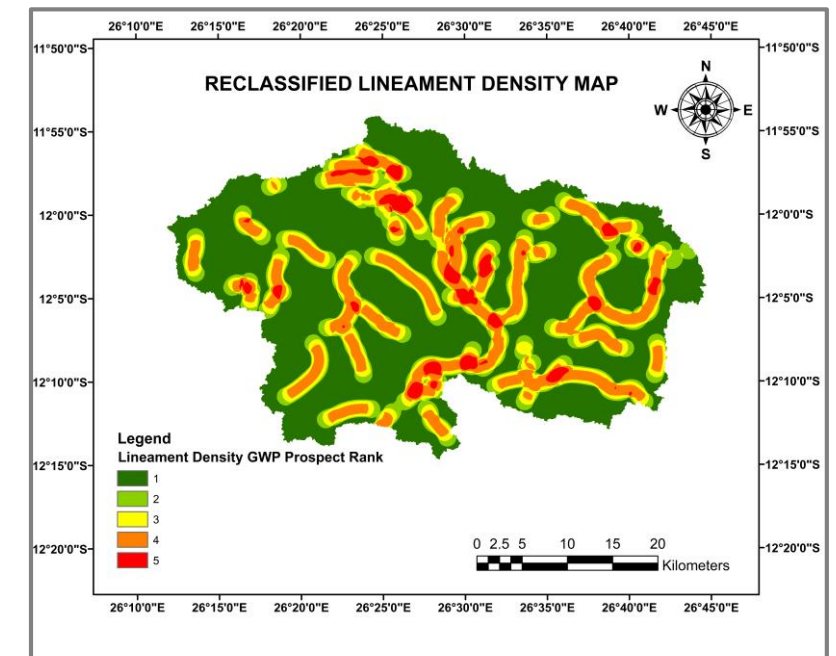 26°10'0"E 26°15'0"E 26°20'0"E 26°25'0"E 26°30'0"E 26°35'0"E 26°40'0"E 26°45'0"E
11°50'0"S 11°50'0"S
RECLASSIFIED LINEAMENT DENSITY MAP
N
W E
S
11°55'0"S 11°55'0"S
12°0'0"S 12°0'0"S
12°5'0"S 12°5'0"S
12°10'0"S 12°10'0"S
Legend
Lineament Density GWP Prospect Rank
12°15'0"S 12°15'0"S
1
2
3
4
5
12°20'0"S 12°20'0"S
0 2.5 5 10 15 20
Kilometers
26°10'0"E 26°15'0"E 26°20'0"E 26°25'0"E 26°30'0"E 26°35'0"E 26°40'0"E 26°45'0"E